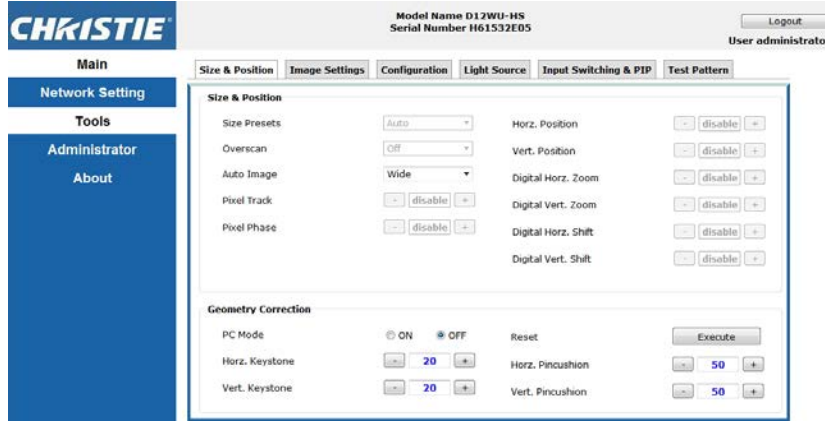 CHRISTIE
Model Name D12WU-HS
Serial Number H61532E05
Logout
User administrato
Main
Network Setting
Tools
Administrator
About
Size & Position Image Settings Configuration Light Source Input Switching & PIP Test Pattern
Size & Position
Size Presets Auto
Overscan Off
Auto Image Wide
Pixel Track - disable +
Pixel Phase - disable +
Horz. Position - disable +
Vert. Position - disable +
Digital Horz. Zoom - disable +
Digital Vert. Zoom - disable +
Digital Horz. Shift - disable +
Digital Vert. Shift - disable +
Geometry Correction
PC Mode ON OFF
Horz. Keystone - 20 +
Vert. Keystone - 20 +
Reset Execute
Horz. Pincushion - 50 +
Vert. Pincushion - 50 +